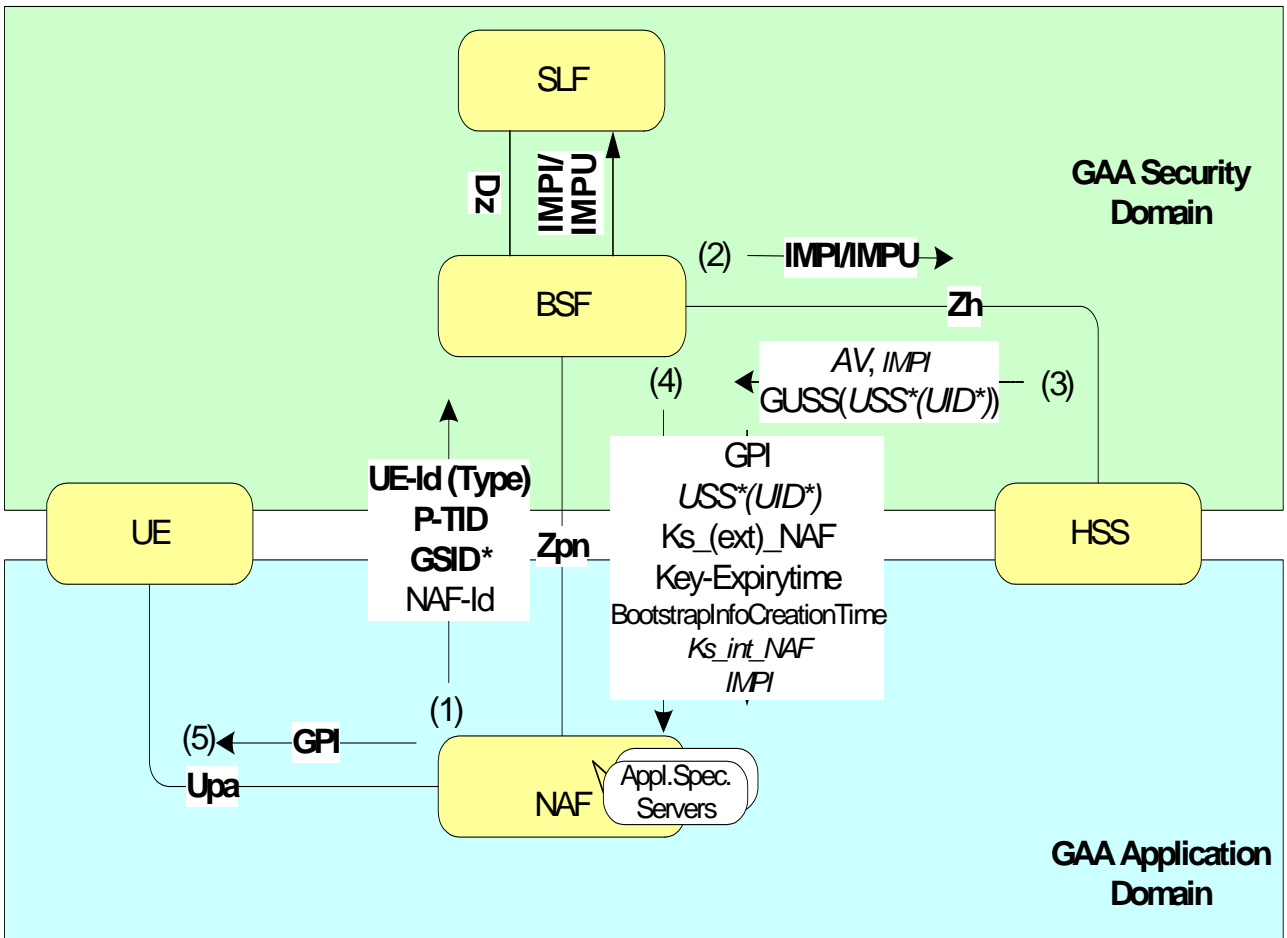 SLF
Dz
IMPI/
IMPU
GAA Security
Domain
(2)
IMPI/IMPU
BSF
Zh
AV, IMPI
GUSS(USS*(UID*))
(3)
(4)
UE-Id (Type)
P-TID
GSID*
NAF-Id
Zpn
GPI
USS*(UID*)
Ks_(ext)_NAF
Key-Expirytime
BootstrapInfoCreationTime
Ks_int_NAF
IMPI
UE
HSS
(1)
(5)
GPI
Upa
NAF
Appl.Spec.
Servers
GAA Application
Domain